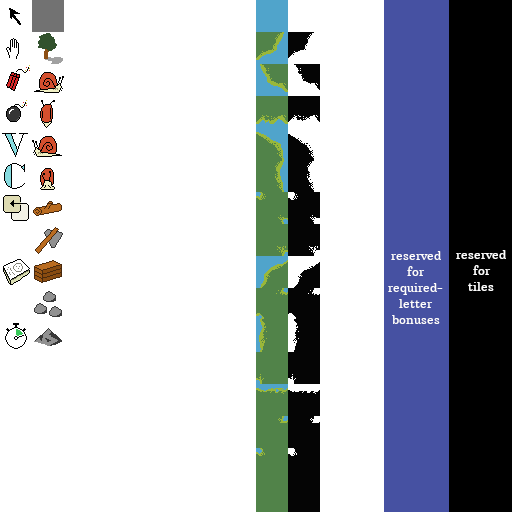 V
C
reserved
for
required-
letter
bonuses
reserved
for
tiles